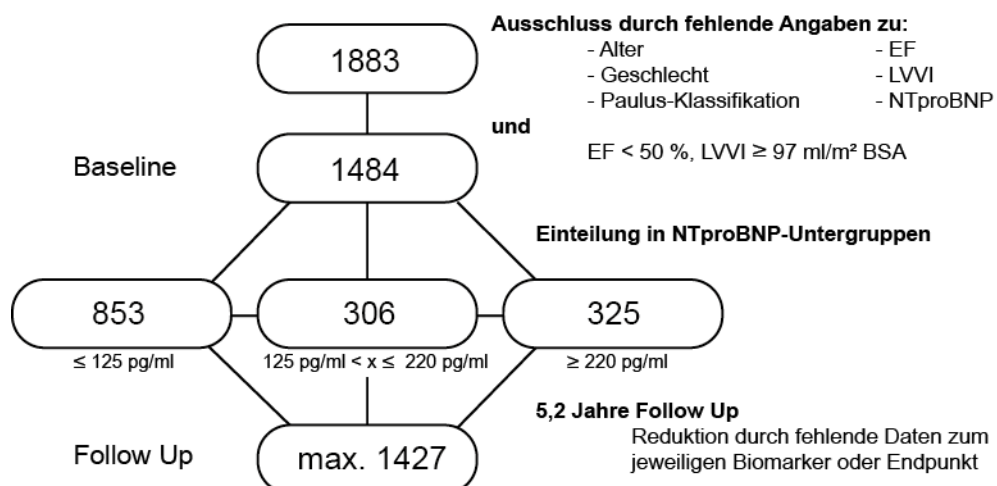 Ausschluss durch fehlende Angaben zu:
- Alter - EF
- Geschlecht - LVVI
- Paulus-Klassifikation - NTproBNP
und
EF < 50 %, LVVI ≥ 97 ml/m² BSA
1883
Baseline
1484
Einteilung in NTproBNP-Untergruppen
853 306 325
≤ 125 pg/ml 125 pg/ml < x ≤ 220 pg/ml ≥ 220 pg/ml
5,2 Jahre Follow Up
Reduktion durch fehlende Daten zum
jeweiligen Biomarker oder Endpunkt
Follow Up max. 1427